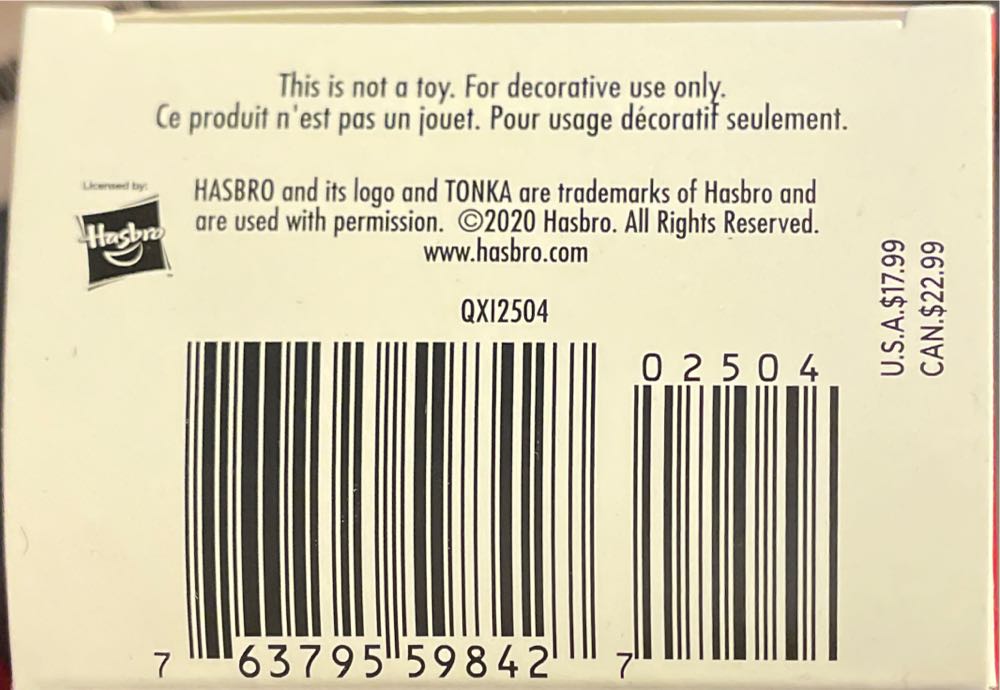 This is not a toy. For decorative use only.
Ce produit n'est pas un jouet. Pour usage décoratif seulement.
Licensed by:
Hasbro
HASBRO and its logo and TONKA are trademarks of Hasbro and
are used with permission. ©2020 Hasbro. All Rights Reserved.
www.hasbro.com
QXI2504
U.S.A.$17.99
CAN.$22.99
02504
7 63795 59842 7